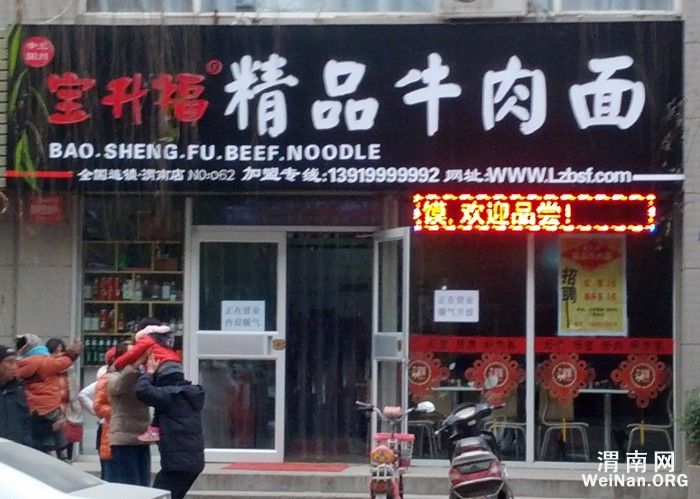 宝升福® 精品牛肉面
BAO.SHENG.FU.BEEF.NOODLE
全国连锁·渭南店 NO:062 加盟专线:13919999992 网址:WWW.Lzbsf.com
馍,欢迎品尝!
招聘
正在营业
内设暖气
正在营业
暖气开放
渭南网
WeiNan.ORG